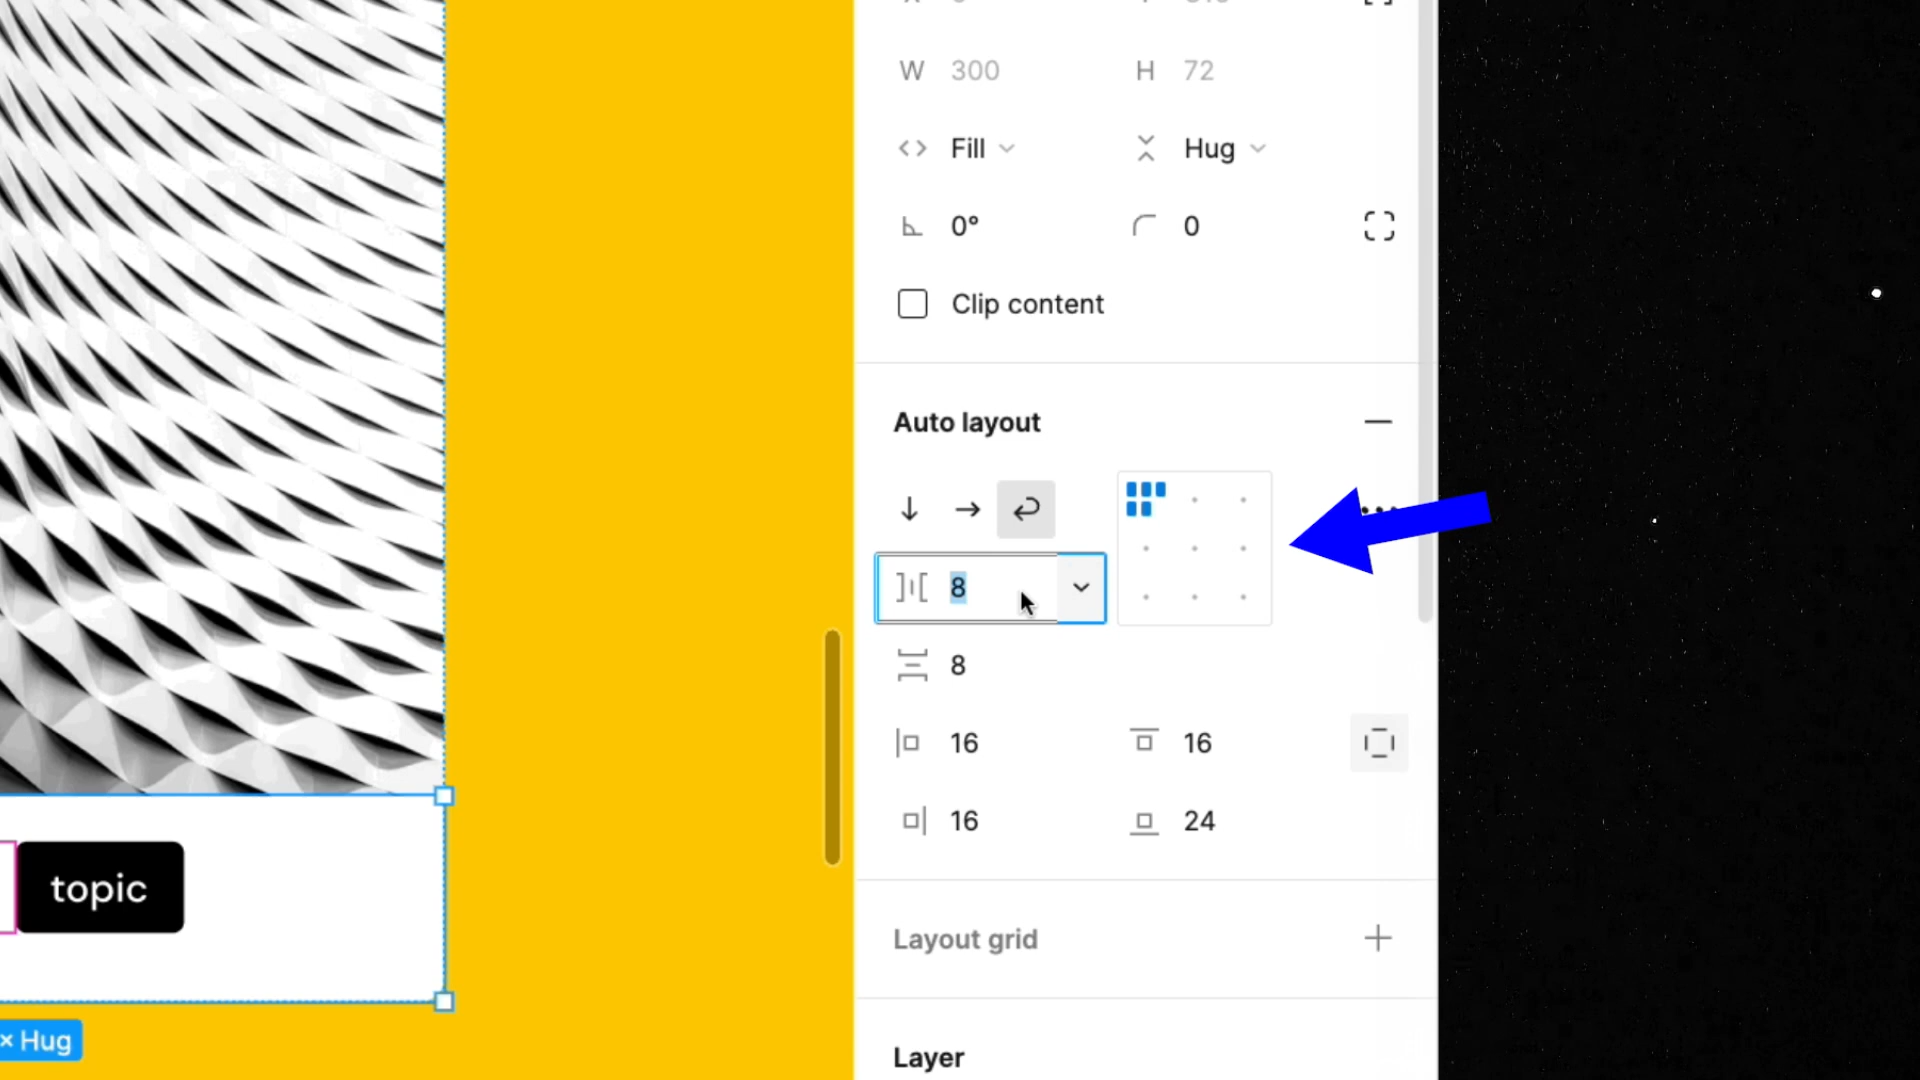 W 300 H 72
Fill Hug
0° 0
Clip content
Auto layout
8
8
16 16
16 24
topic
Layout grid
× Hug
Layer